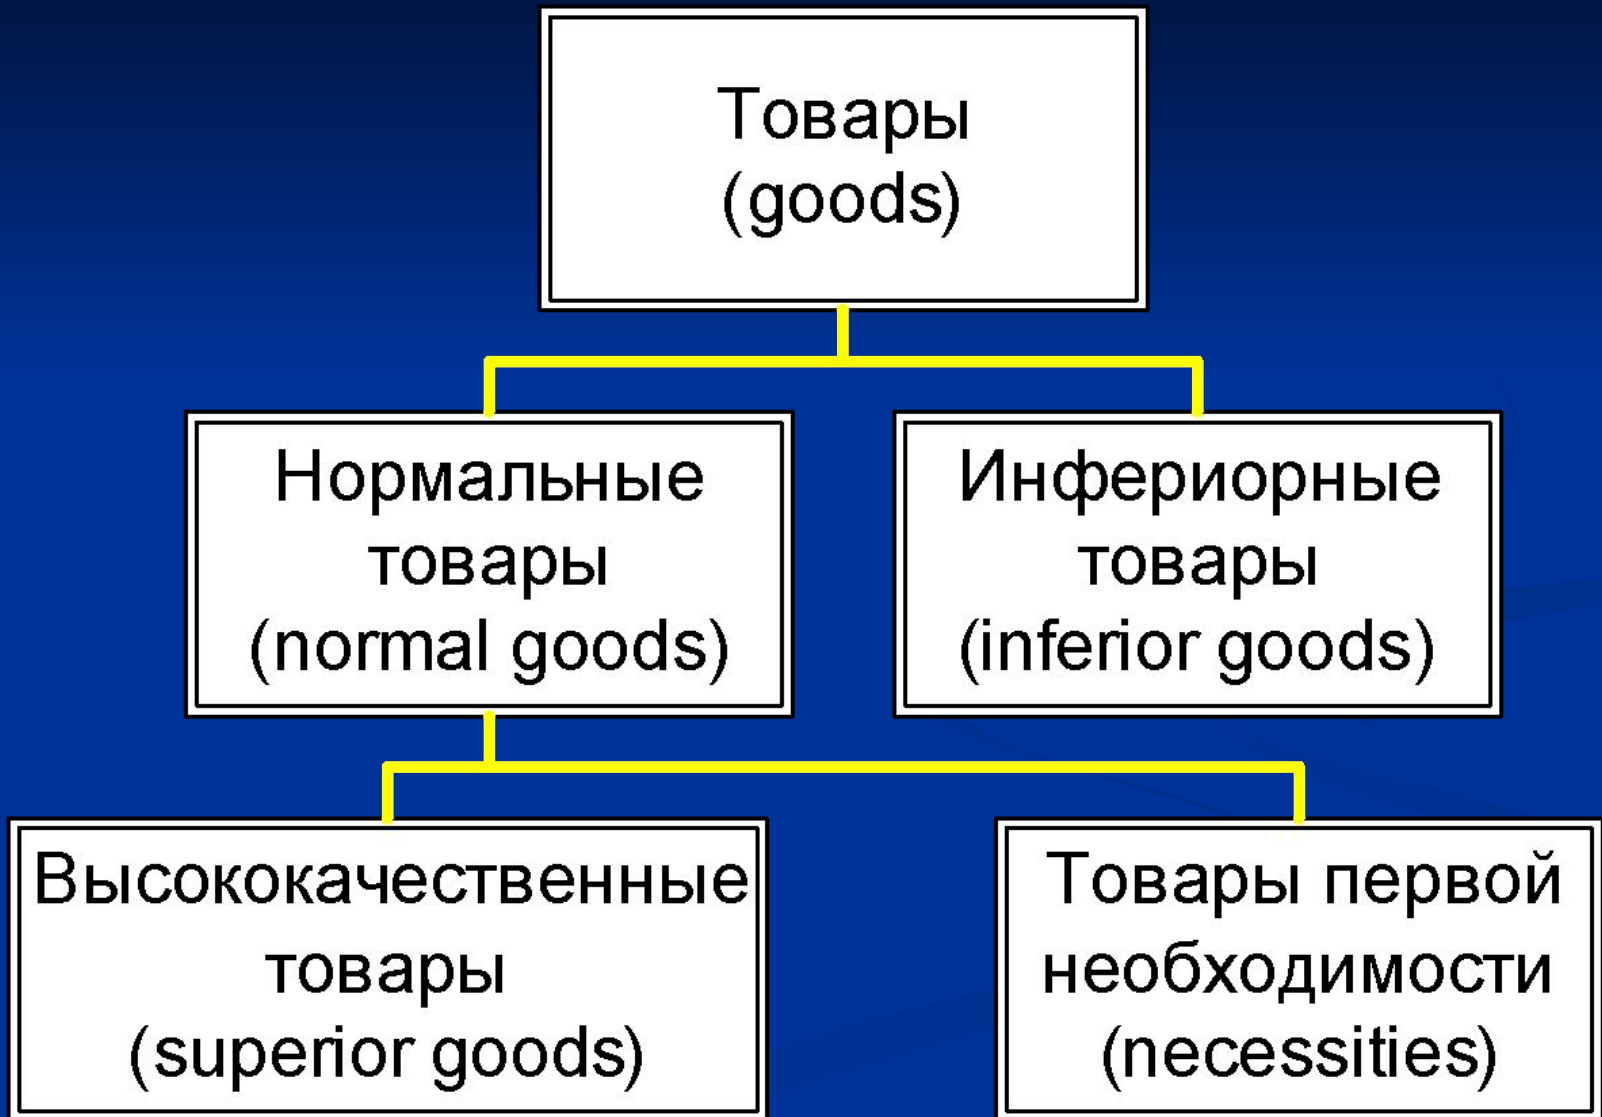 Товары
(goods)
Нормальные
товары
(normal goods)
Инфериорные
товары
(inferior goods)
Высококачественные
товары
(superior goods)
Товары первой
необходимости
(necessities)